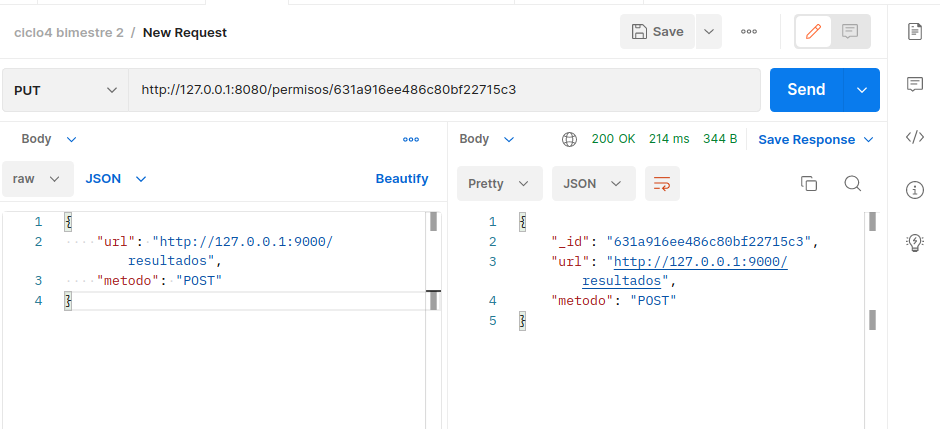 ciclo4 bimestre 2 / New Request
Save
PUT
http://127.0.0.1:8080/permisos/631a916ee486c80bf22715c3
Send
Body
raw
JSON
Beautify
1 {
2 "url": "http://127.0.0.1:9000/
resultados",
3 "metodo": "POST"
4 }
Body
200 OK 214 ms 344 B
Save Response
Pretty
JSON
1 {
2 "_id": "631a916ee486c80bf22715c3",
3 "url": "http://127.0.0.1:9000/
resultados",
4 "metodo": "POST"
5 }